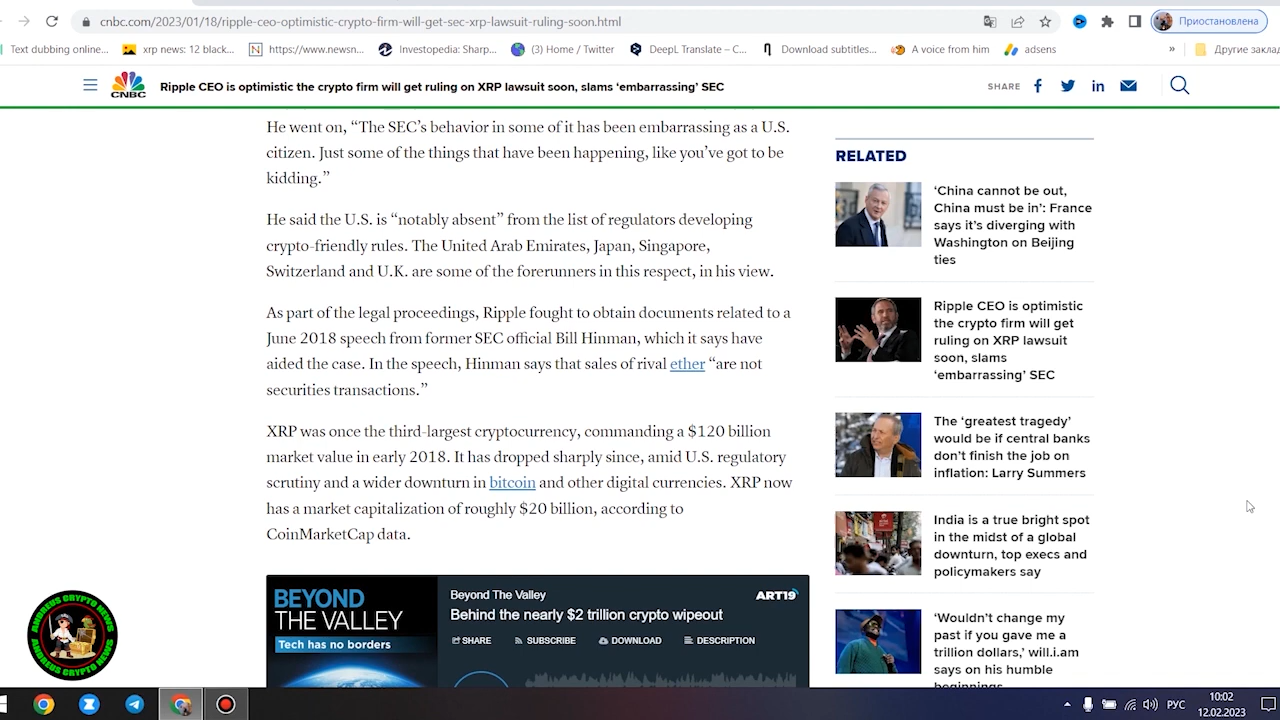 cnbc.com/2023/01/18/ripple-ceo-optimistic-crypto-firm-will-get-sec-xrp-lawsuit-ruling-soon.html
Приостановлена
Text dubbing online...
xrp news: 12 black...
https://www.newsn...
Investopedia: Sharp...
(3) Home / Twitter
DeepL Translate – C...
Download subtitles...
A voice from him
adsens
»
Другие заклад
CNBC
Ripple CEO is optimistic the crypto firm will get ruling on XRP lawsuit soon, slams ‘embarrassing’ SEC
SHARE
He went on, “The SEC’s behavior in some of it has been embarrassing as a U.S.
citizen. Just some of the things that have been happening, like you’ve got to be
kidding.”
He said the U.S. is “notably absent” from the list of regulators developing
crypto-friendly rules. The United Arab Emirates, Japan, Singapore,
Switzerland and U.K. are some of the forerunners in this respect, in his view.
As part of the legal proceedings, Ripple fought to obtain documents related to a
June 2018 speech from former SEC official Bill Hinman, which it says have
aided the case. In the speech, Hinman says that sales of rival ether “are not
securities transactions.”
XRP was once the third-largest cryptocurrency, commanding a $120 billion
market value in early 2018. It has dropped sharply since, amid U.S. regulatory
scrutiny and a wider downturn in bitcoin and other digital currencies. XRP now
has a market capitalization of roughly $20 billion, according to
CoinMarketCap data.
BEYOND
THE VALLEY
Tech has no borders
Beyond The Valley
Behind the nearly $2 trillion crypto wipeout
ART19
SHARE
SUBSCRIBE
DOWNLOAD
DESCRIPTION
RELATED
‘China cannot be out,
China must be in’: France
says it’s diverging with
Washington on Beijing
ties
Ripple CEO is optimistic
the crypto firm will get
ruling on XRP lawsuit
soon, slams
‘embarrassing’ SEC
The ‘greatest tragedy’
would be if central banks
don’t finish the job on
inflation: Larry Summers
India is a true bright spot
in the midst of a global
downturn, top execs and
policymakers say
‘Wouldn’t change my
past if you gave me a
trillion dollars,’ will.i.am
says on his humble
beginnings
ANDREUS CRYPTO NEWS
ANDREUS CRYPTO NEWS
РУС
10:02
12.02.2023